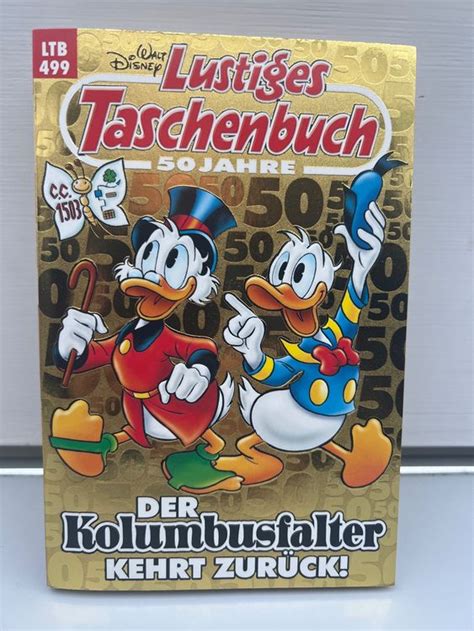 LTB
499
Walt
Disney
Lustiges
Taschenbuch
50 JAHRE
C.C.
1503
DER
Kolumbusfalter
KEHRT ZURÜCK!